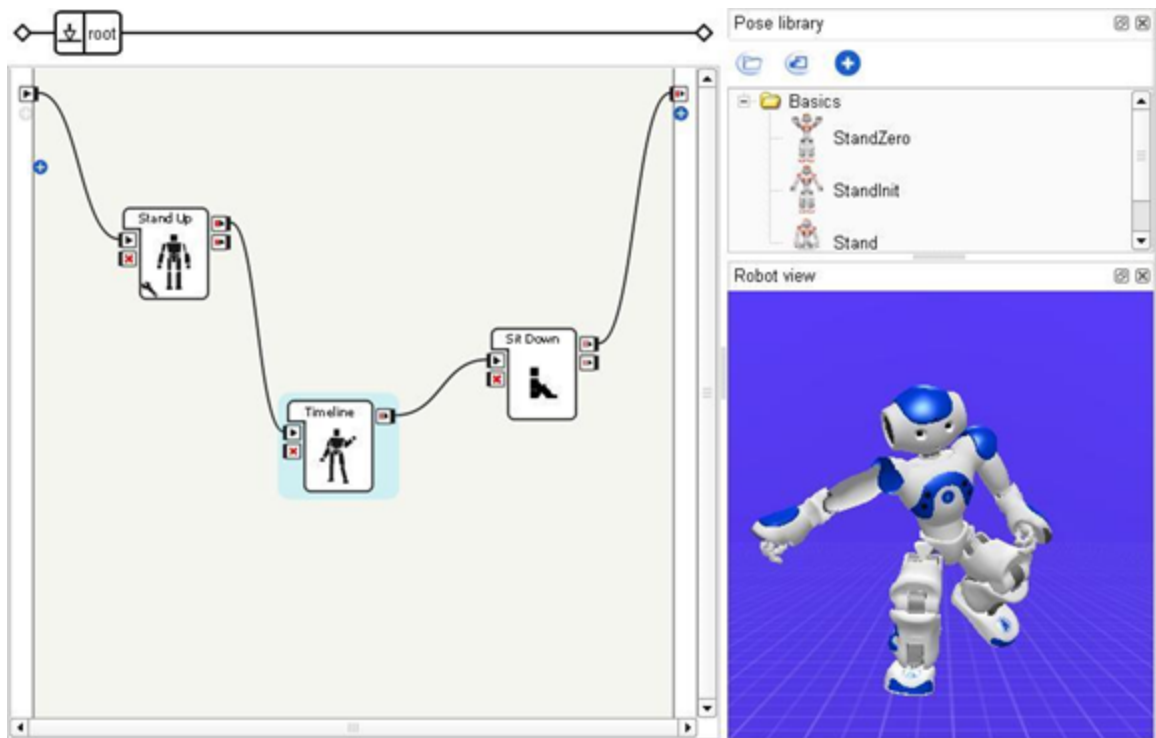 root
Stand Up
Timeline
Sit Down
Pose library
Basics
StandZero
StandInit
Stand
Robot view